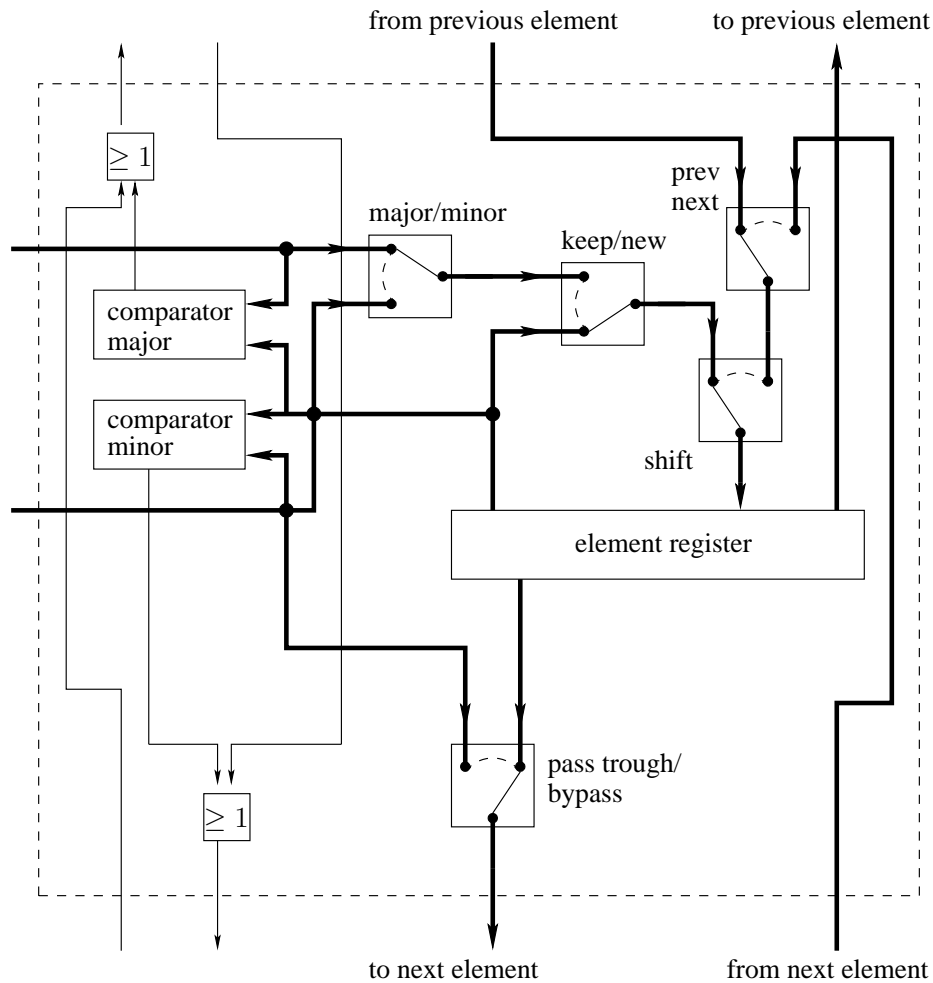 from previous element
to previous element
≥ 1
prev
next
major/minor
keep/new
comparator
major
comparator
minor
shift
element register
pass trough/
bypass
≥ 1
to next element
from next element